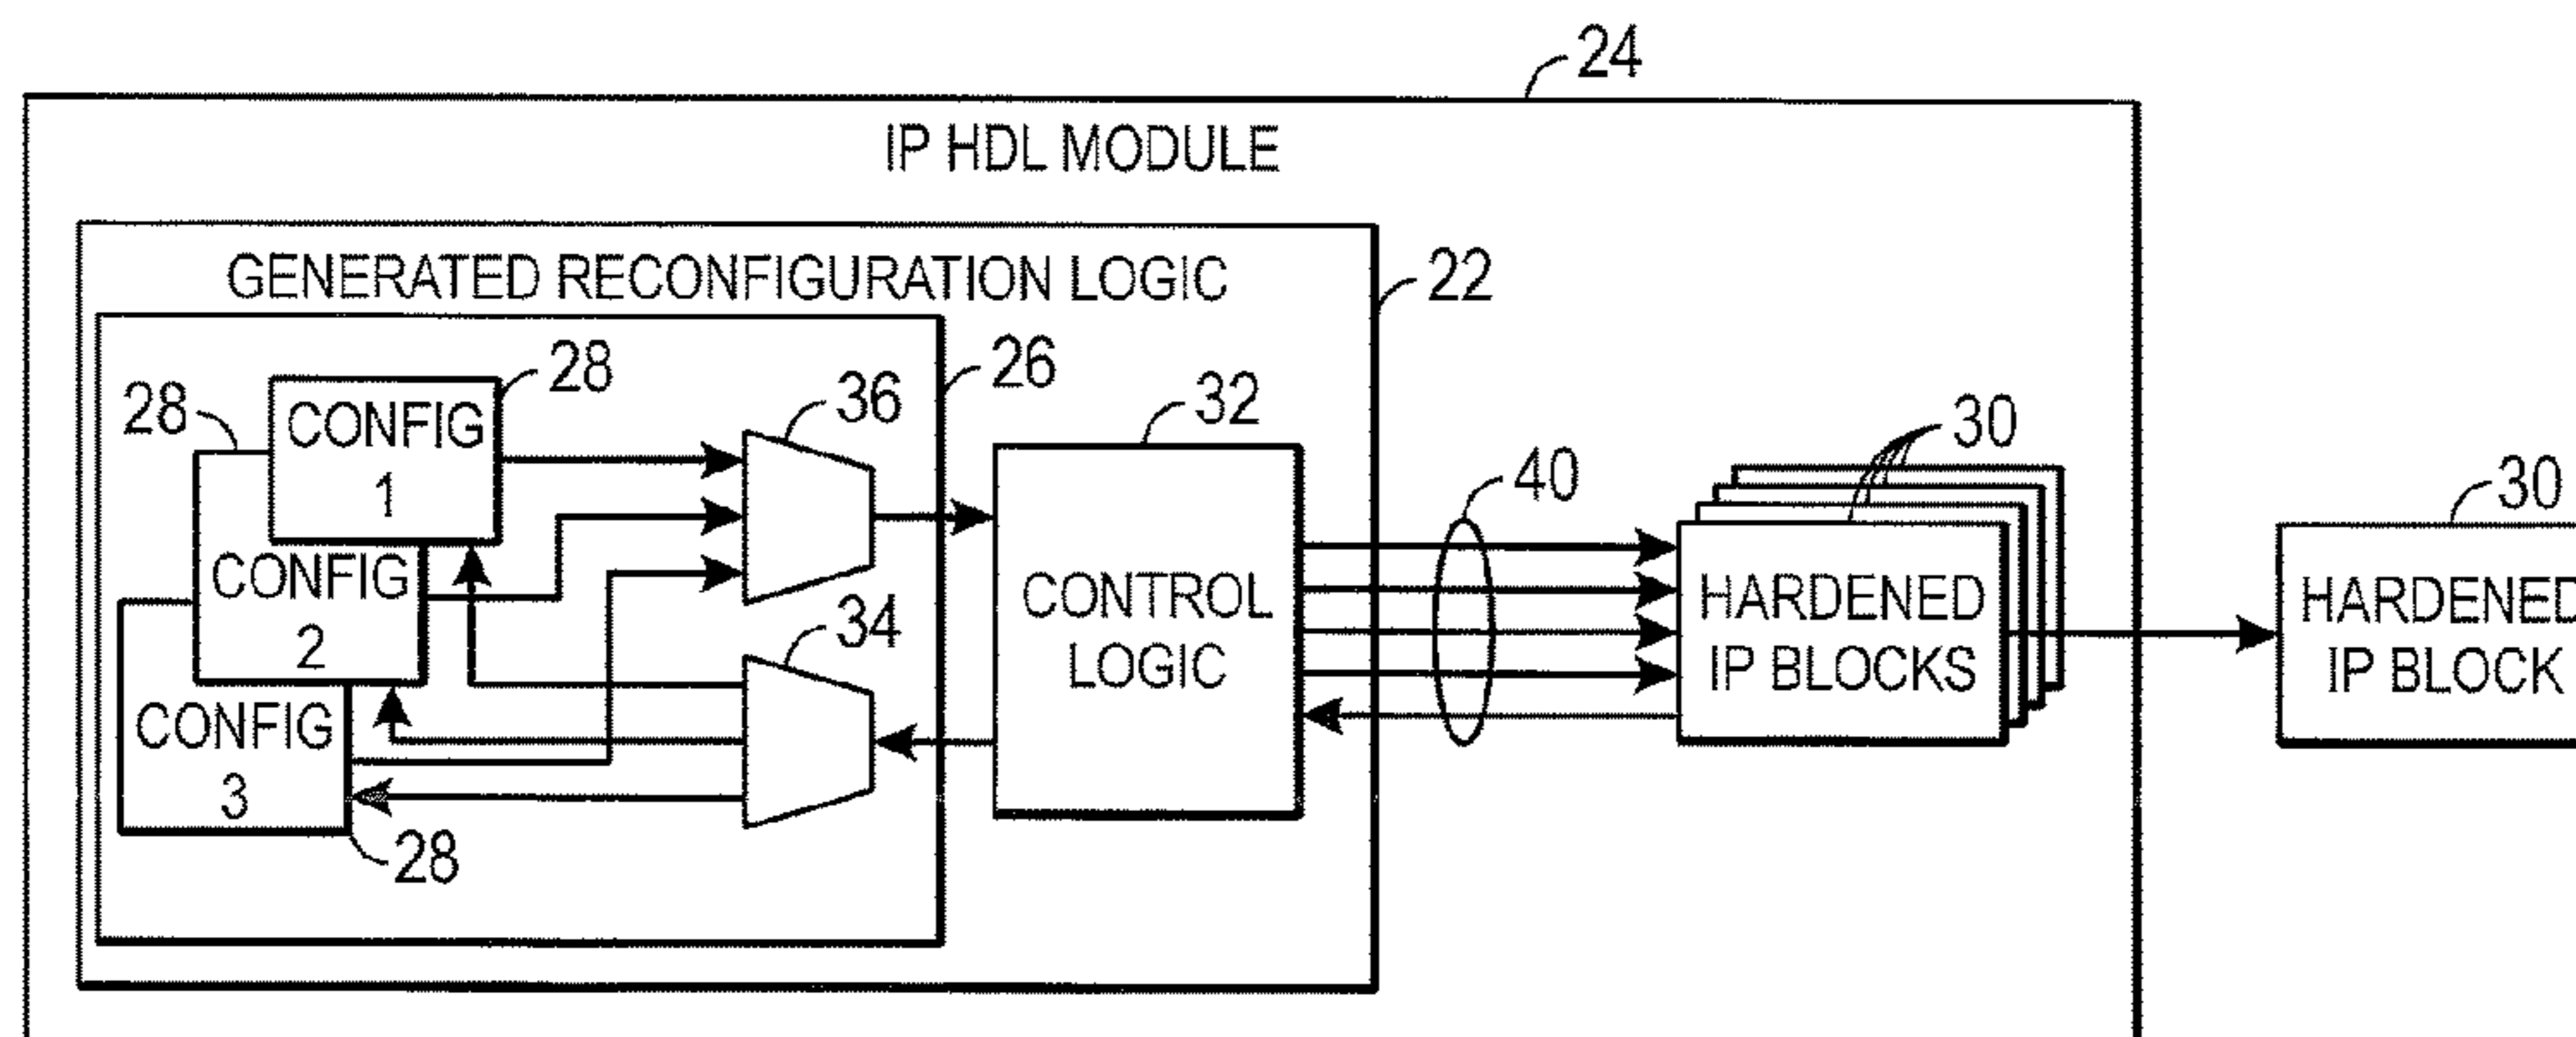 24
IP HDL MODULE
GENERATED RECONFIGURATION LOGIC
22
26
28
28
CONFIG
1
CONFIG
2
CONFIG
3
28
36
34
32
CONTROL
LOGIC
40
30
HARDENED
IP BLOCKS
30
HARDENED
IP BLOCK